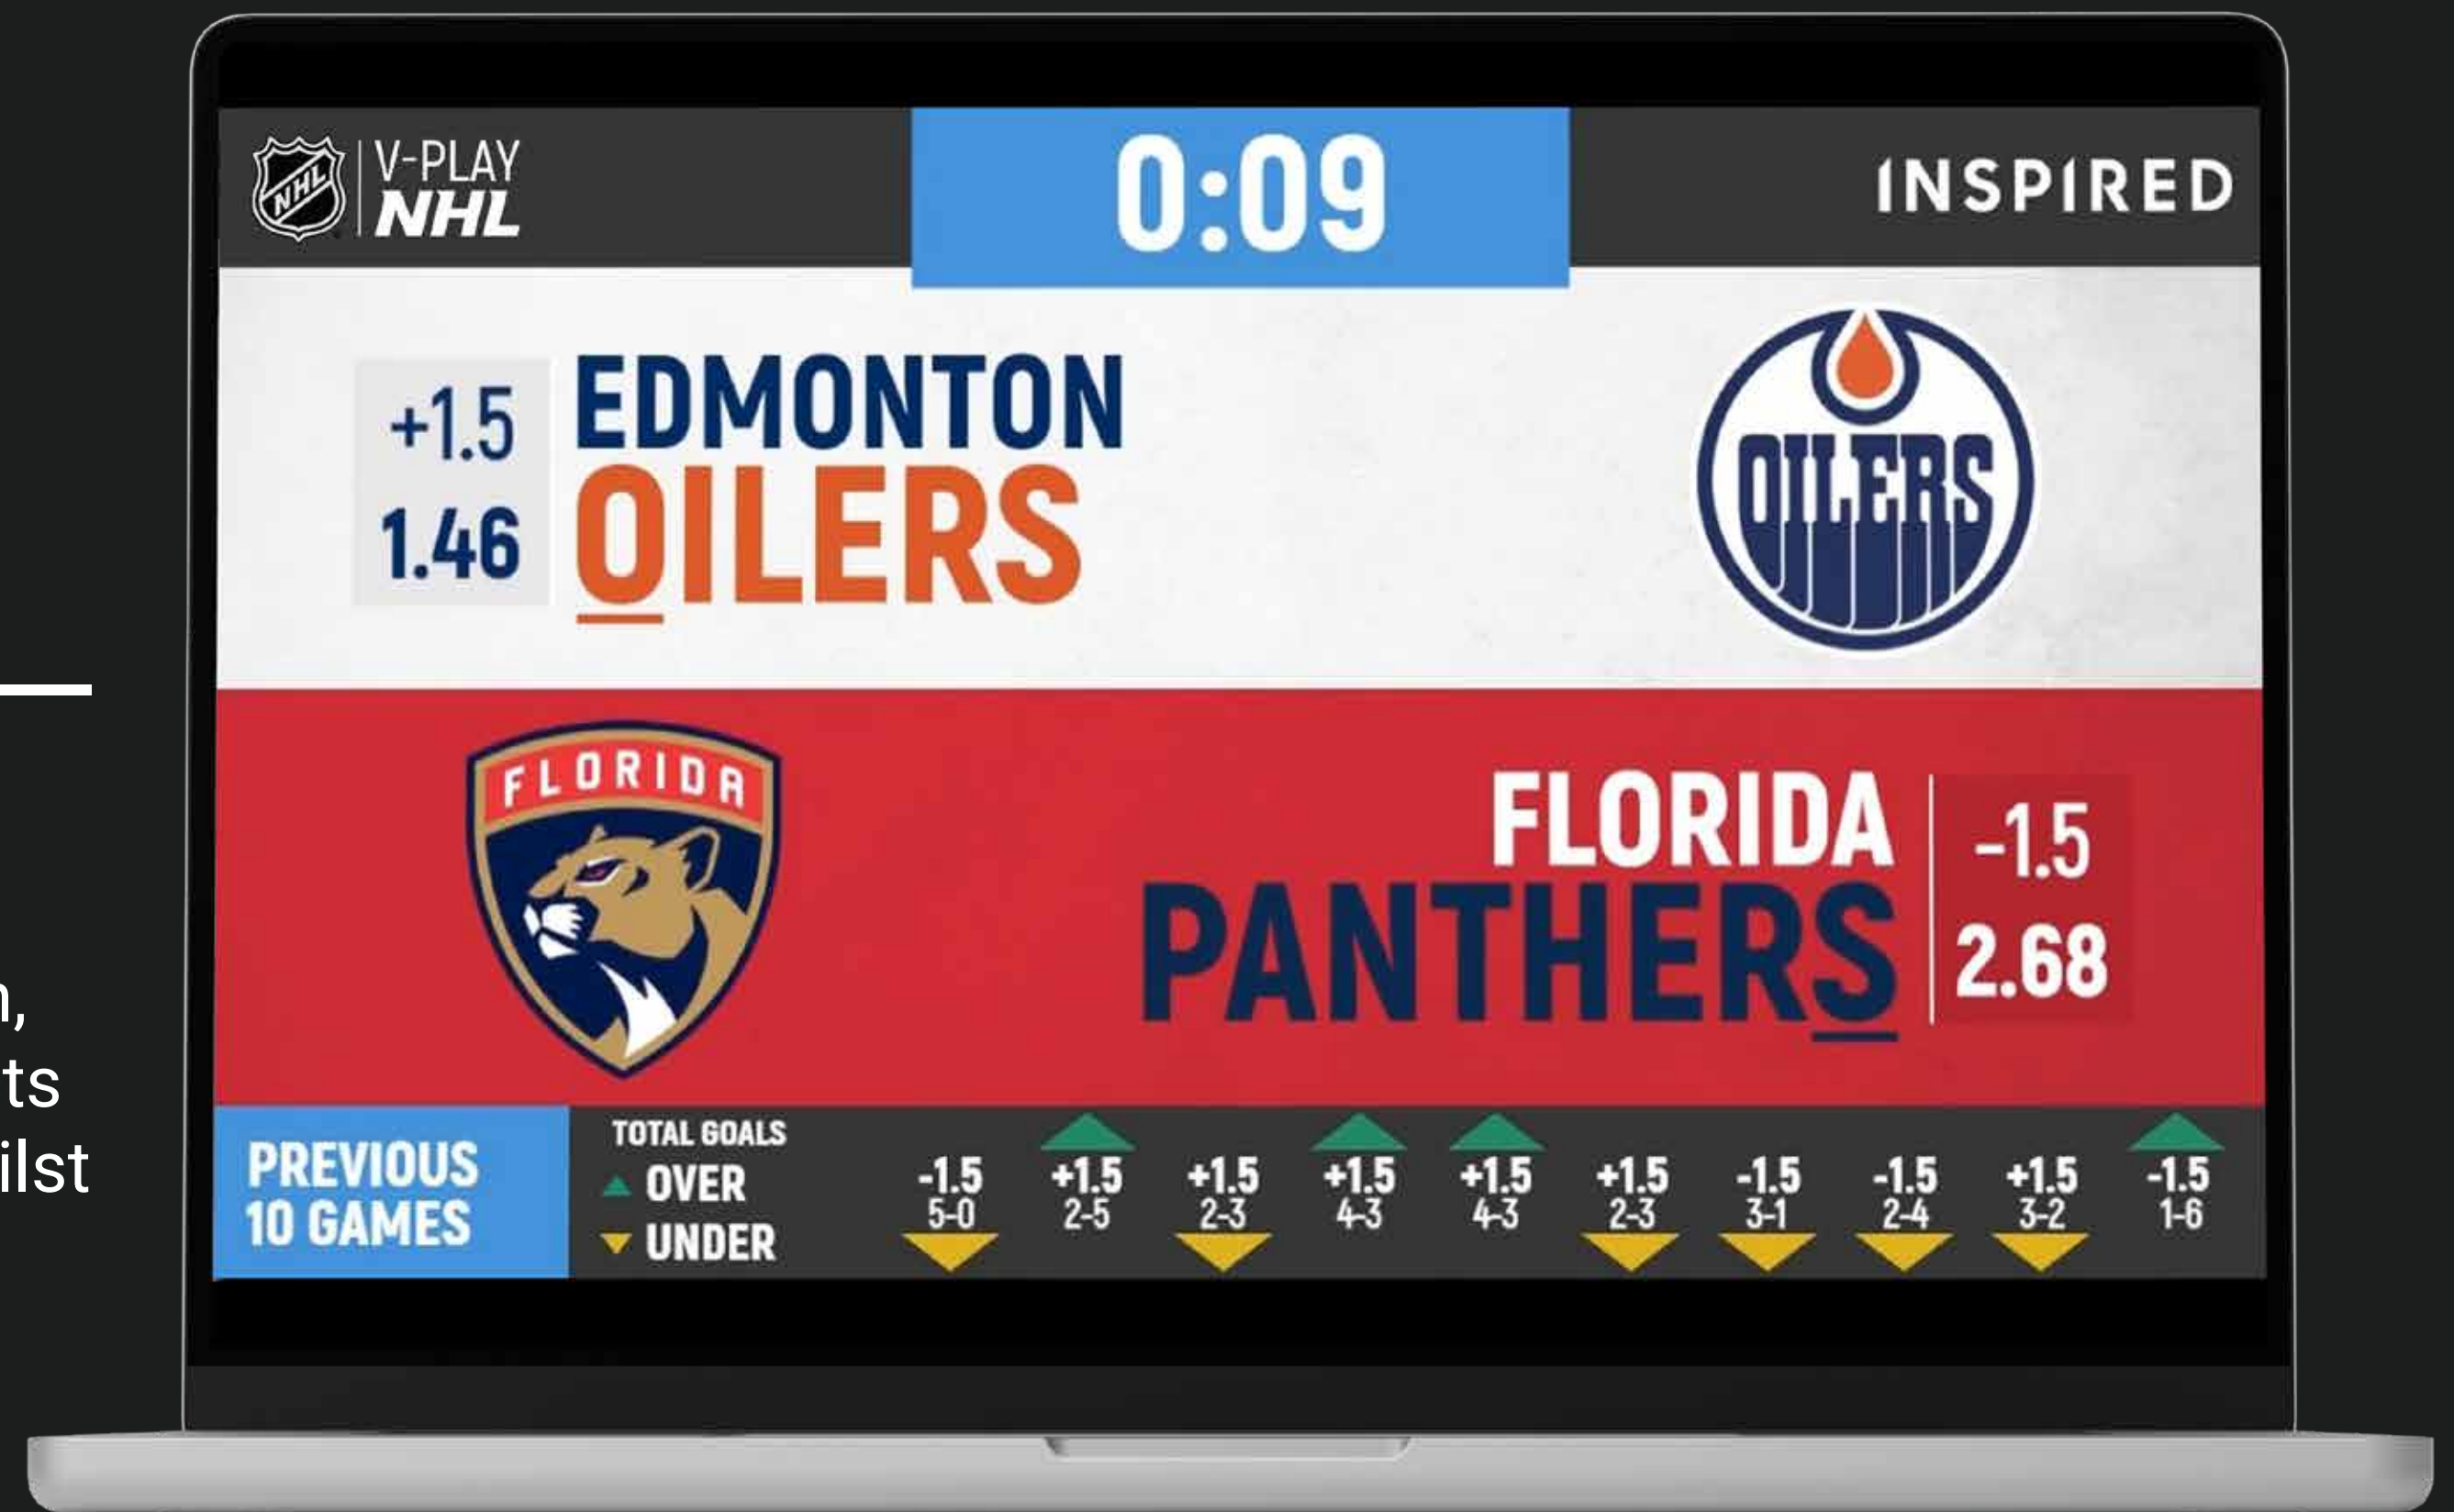 NHL
V-PLAY
NHL
0:09
INSPIRED
+1.5
1.46
EDMONTON
OILERS
OILERS
FLORIDA
FLORIDA
PANTHERS
-1.5
2.68
ts
ilst
PREVIOUS
10 GAMES
TOTAL GOALS
OVER
UNDER
-1.5 +1.5 +1.5 +1.5 +1.5 +1.5 -1.5 -1.5 +1.5 -1.5
5-0 2-5 2-3 4-3 4-3 2-3 3-1 2-4 3-2 1-6